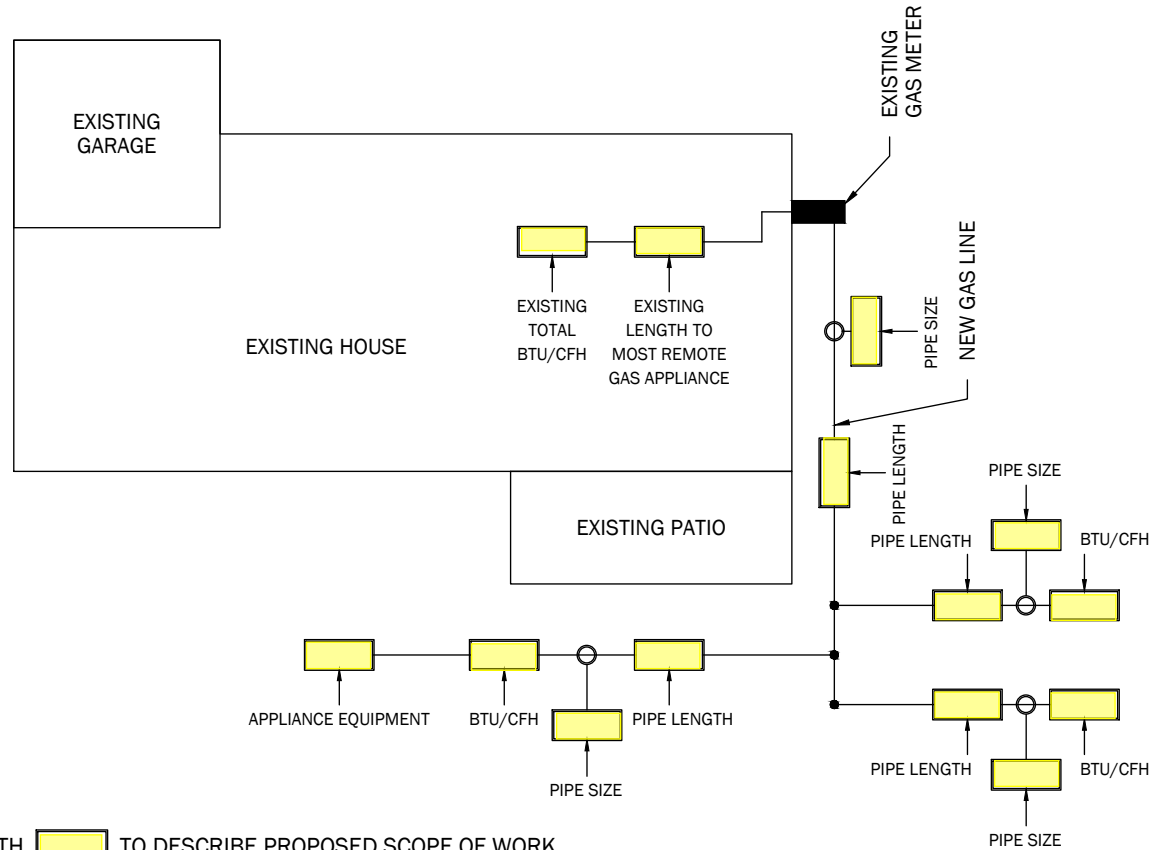 EXISTING
GAS METER
EXISTING
GARAGE
EXISTING
TOTAL
BTU/CFH
EXISTING
LENGTH TO
MOST REMOTE
GAS APPLIANCE
EXISTING HOUSE
PIPE SIZE
NEW GAS LINE
PIPE LENGTH
EXISTING PATIO
PIPE SIZE
PIPE LENGTH
BTU/CFH
APPLIANCE EQUIPMENT
BTU/CFH
PIPE LENGTH
PIPE SIZE
PIPE LENGTH
BTU/CFH
PIPE SIZE
TO DESCRIBE PROPOSED SCOPE OF WORK